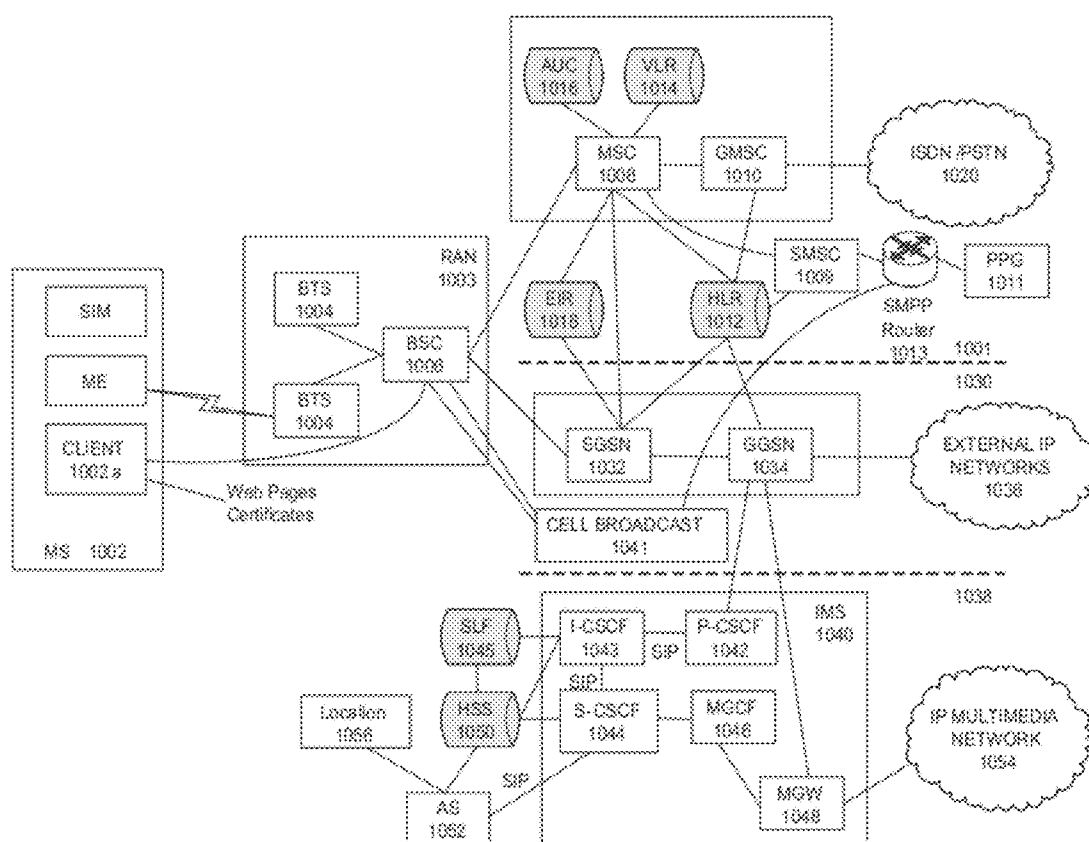 AUC
1016
VLR
1014
MSC
1008
GMSC
1010
ISDN /PSTN
1020
RAN
1003
BTS
1004
BSC
1006
BTS
1004
SIM
ME
CLIENT
1002.a
Web Pages
Certificates
MS 1002
EIR
HLR
1012
SMSC
1009
PPG
1011
SMPP
Router
1013
1001
1030
SGSN
1032
GGSN
1034
EXTERNAL IP
NETWORKS
1036
CELL BROADCAST
1041
1038
IMS
1040
SLF
1045
I-CSCF
1043
SIP
P-CSCF
1042
SIP
Location
1056
HSS
1050
S-CSCF
1044
MGCF
1046
IP MULTIMEDIA
NETWORK
1054
SIP
AS
1052
MGW
1048